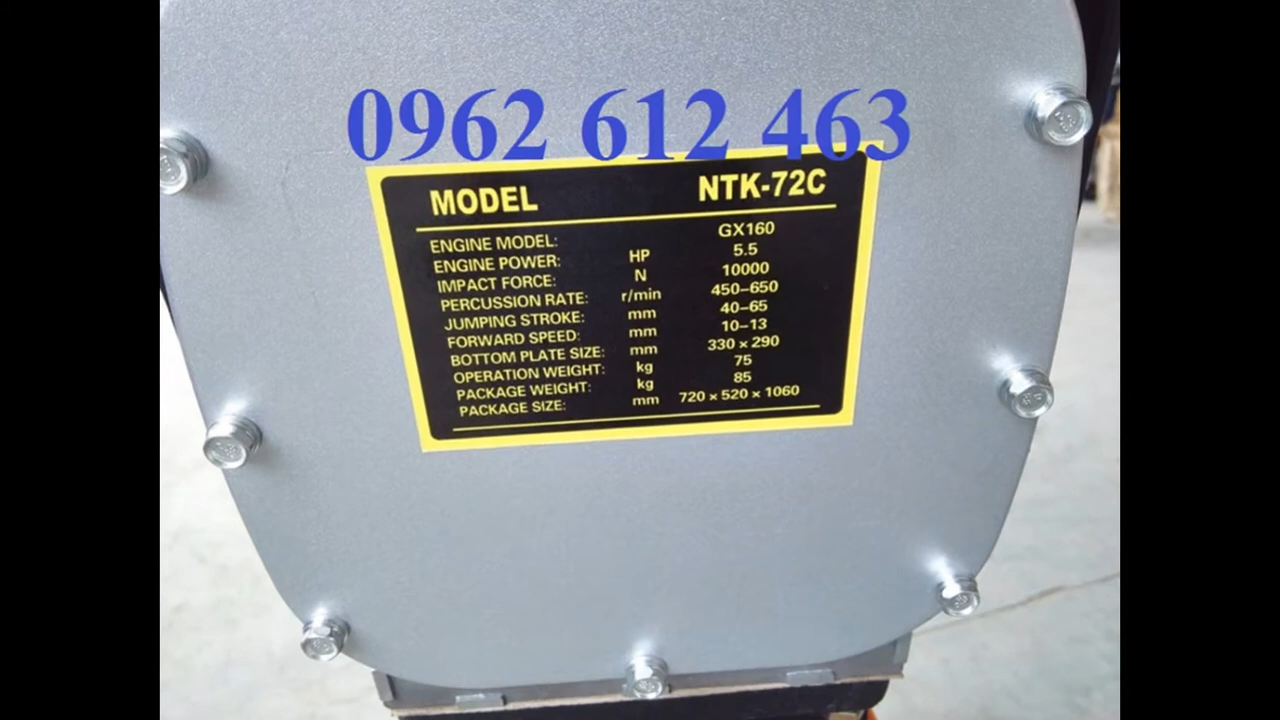 0962 612 463
MODEL NTK-72C
ENGINE MODEL: GX160
ENGINE POWER: HP 5.5
IMPACT FORCE: N 10000
PERCUSSION RATE: r/min 450-650
JUMPING STROKE: mm 40-65
FORWARD SPEED: mm 10-13
BOTTOM PLATE SIZE: mm 330 × 290
OPERATION WEIGHT: kg 75
PACKAGE WEIGHT: kg 85
PACKAGE SIZE: mm 720 × 520 × 1060